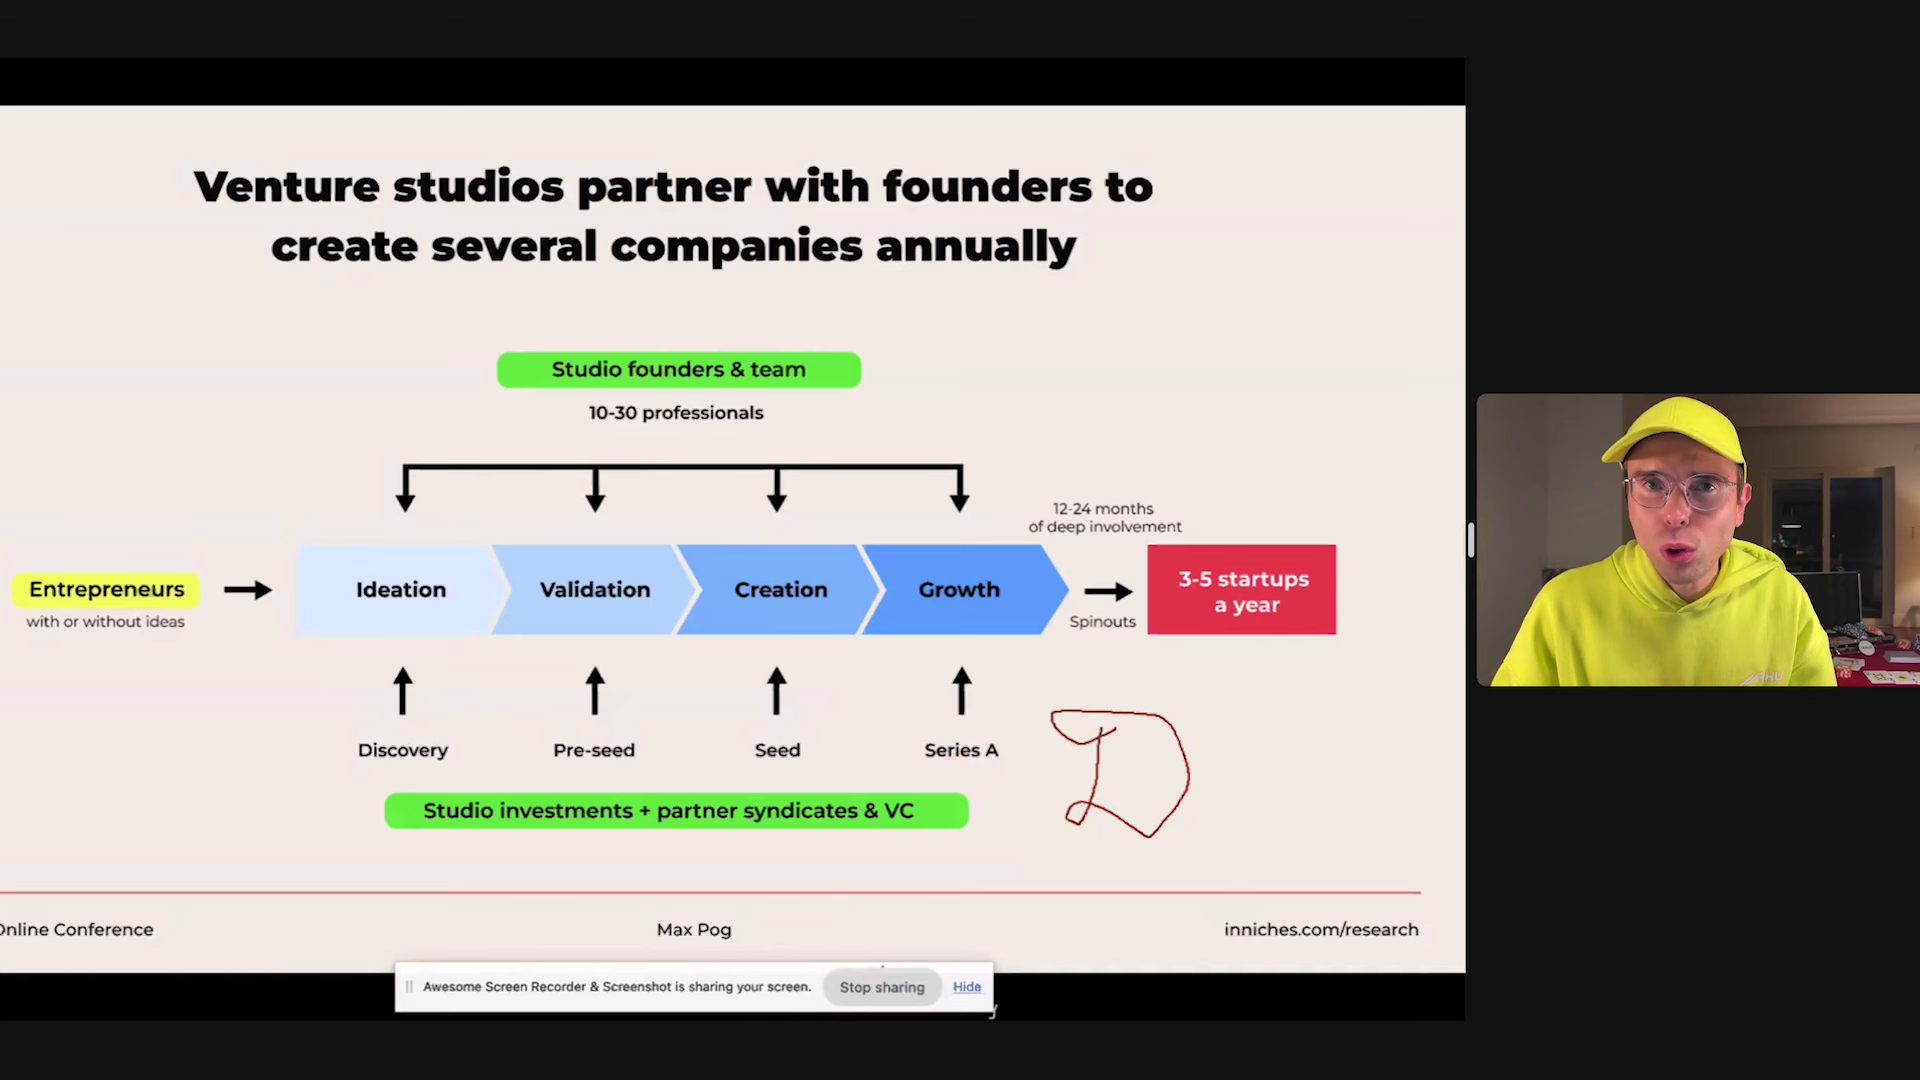 Venture studios partner with founders to
create several companies annually
Studio founders & team
10-30 professionals
12-24 months
of deep involvement
Entrepreneurs
with or without ideas
Ideation
Validation
Creation
Growth
Spinouts
3-5 startups
a year
Discovery
Pre-seed
Seed
Series A
D
Studio investments + partner syndicates & VC
Online Conference
Max Pog
inniches.com/research
Awesome Screen Recorder & Screenshot is sharing your screen.
Stop sharing
Hide